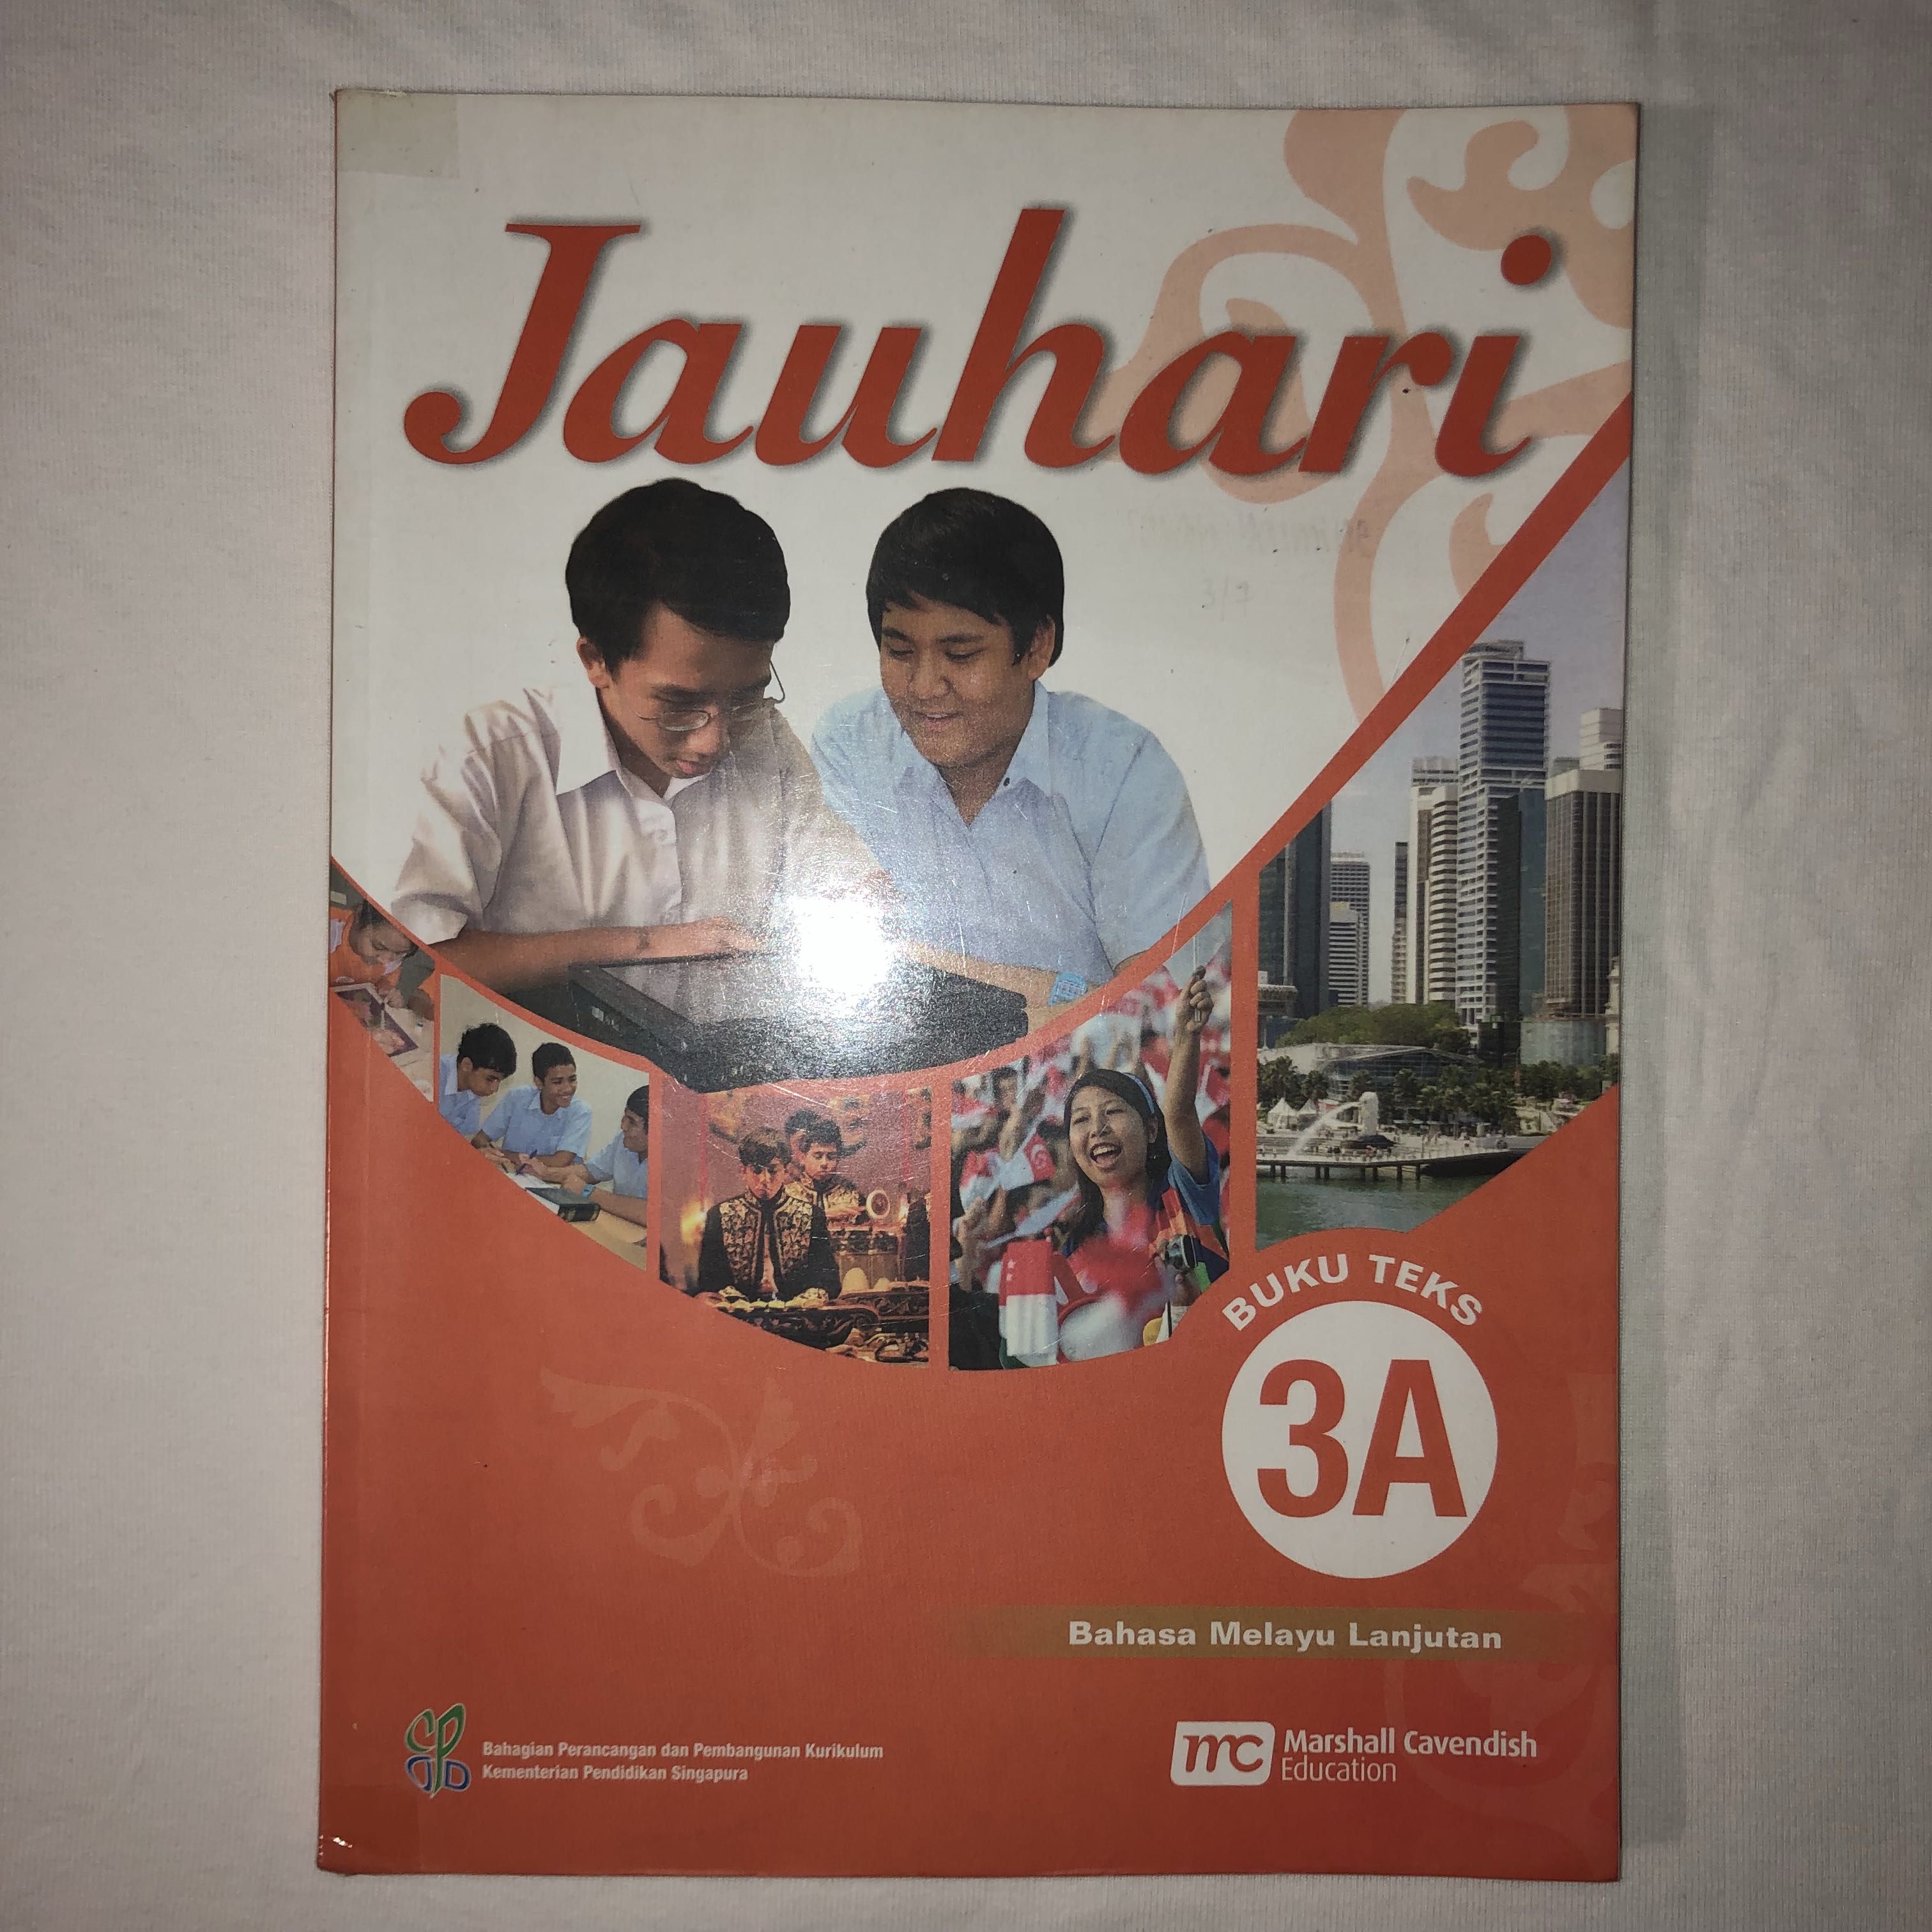 Jauhari
BUKU TEKS
3A
Bahasa Melayu Lanjutan
Bahagian Perancangan dan Pembangunan Kurikulum
Kementerian Pendidikan Singapura
mc
Marshall Cavendish
Education